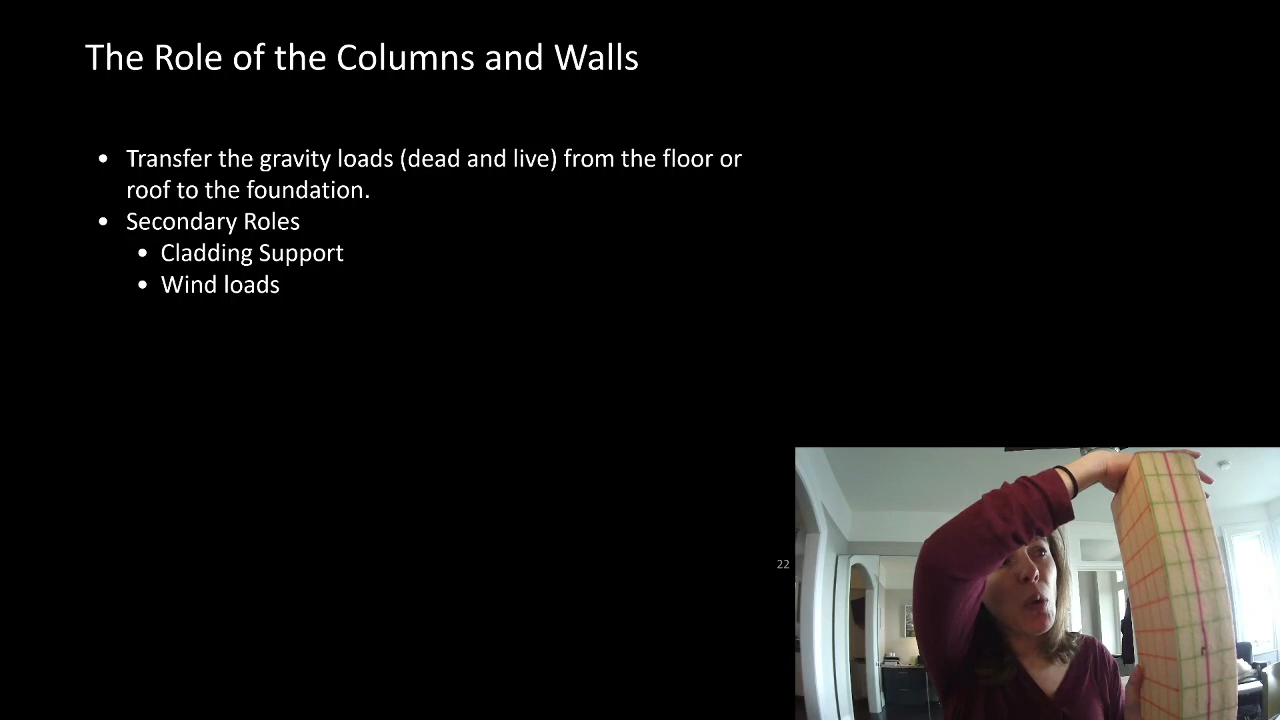 The Role of the Columns and Walls
• Transfer the gravity loads (dead and live) from the floor or
roof to the foundation.
• Secondary Roles
• Cladding Support
• Wind loads
22